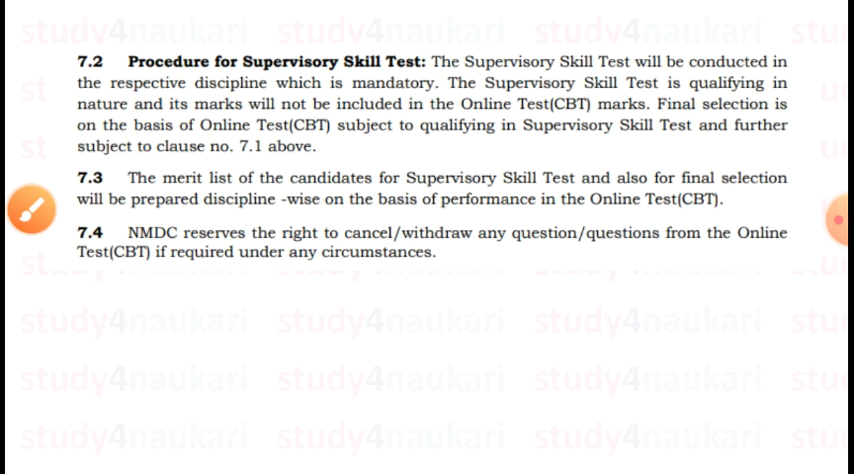 study4naukari study4naukari study4naukari stu
7.2 Procedure for Supervisory Skill Test: The Supervisory Skill Test will be conducted in
the respective discipline which is mandatory. The Supervisory Skill Test is qualifying in
nature and its marks will not be included in the Online Test(CBT) marks. Final selection is
on the basis of Online Test(CBT) subject to qualifying in Supervisory Skill Test and further
subject to clause no. 7.1 above.
7.3 The merit list of the candidates for Supervisory Skill Test and also for final selection
will be prepared discipline -wise on the basis of performance in the Online Test(CBT).
7.4 NMDC reserves the right to cancel/withdraw any question/questions from the Online
Test(CBT) if required under any circumstances.
study4naukari study4naukari study4naukari stu
study4naukari study4naukari study4naukari stu
study4naukari study4naukari study4naukari stu